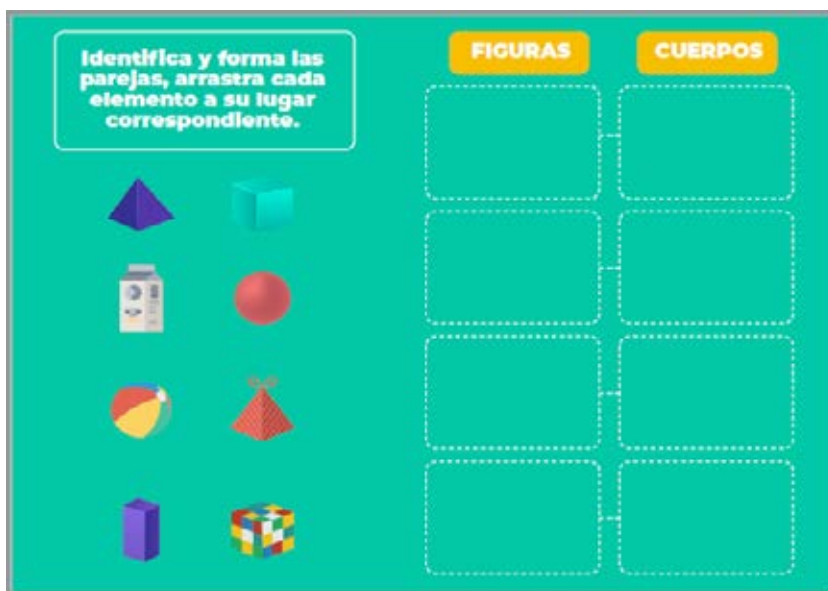 Identifica y forma las
parejas, arrastra cada
elemento a su lugar
correspondiente.
FIGURAS
CUERPOS